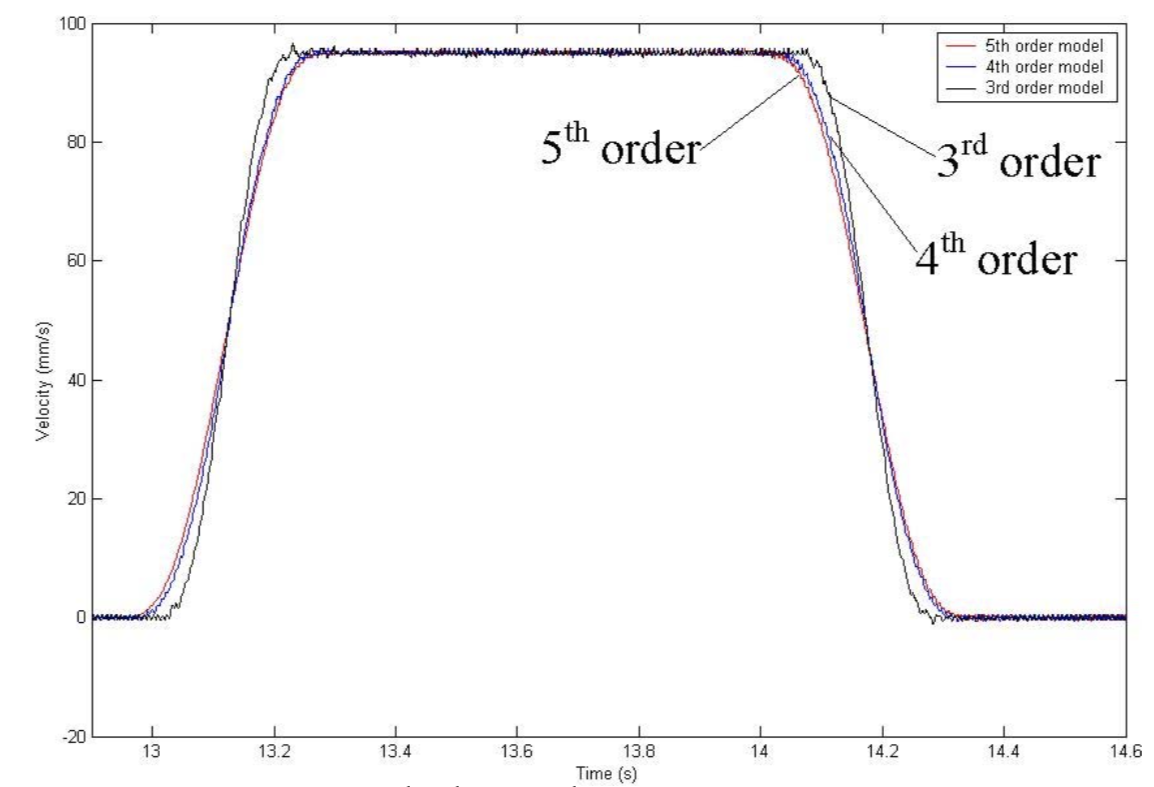 100
80
60
40
20
0
-20
Velocity (mm/s)
5th order model
4th order model
3rd order model
5th order
3rd order
4th order
13 13.2 13.4 13.6 13.8 14 14.2 14.4 14.6
Time (s)